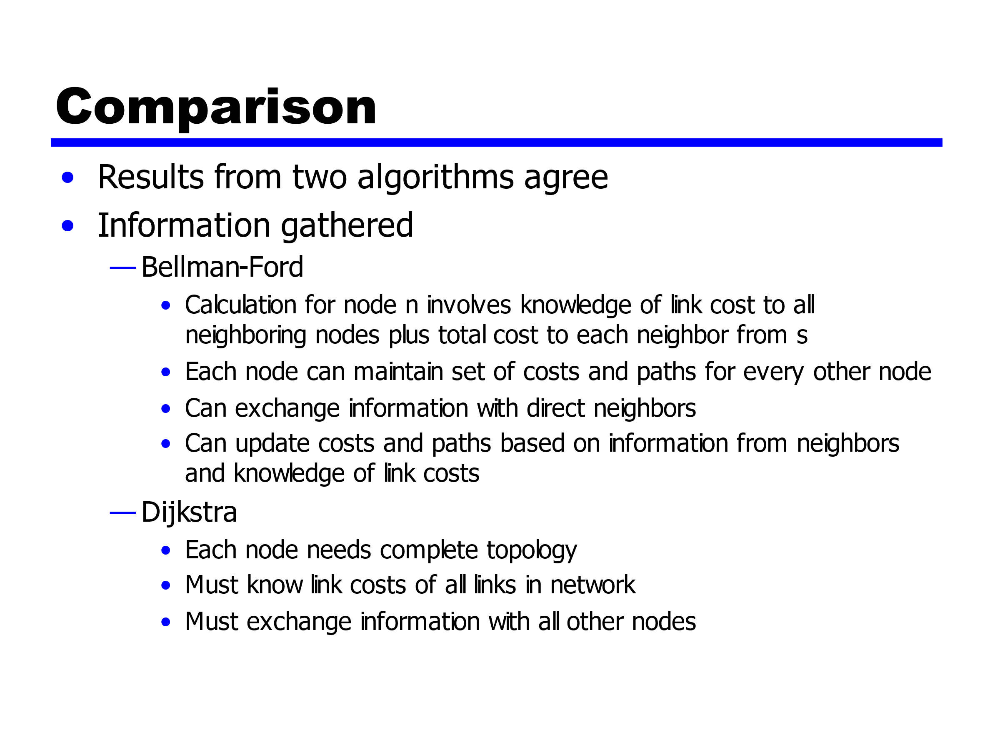 Comparison
• Results from two algorithms agree
• Information gathered
— Bellman-Ford
• Calculation for node n involves knowledge of link cost to all
neighboring nodes plus total cost to each neighbor from s
• Each node can maintain set of costs and paths for every other node
• Can exchange information with direct neighbors
• Can update costs and paths based on information from neighbors
and knowledge of link costs
— Dijkstra
• Each node needs complete topology
• Must know link costs of all links in network
• Must exchange information with all other nodes